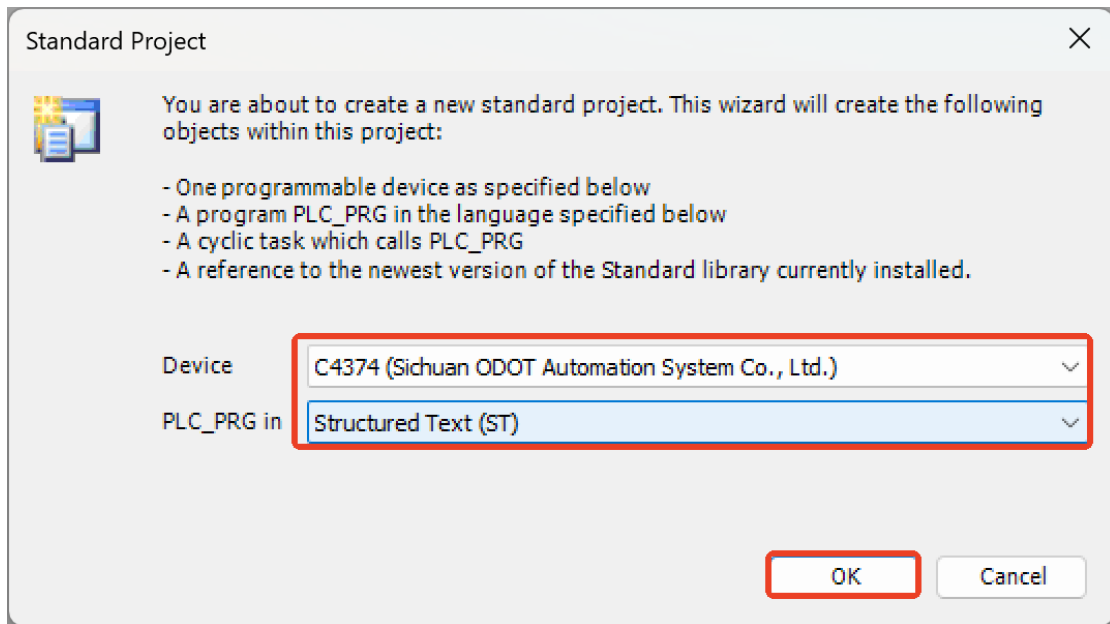 Standard Project
You are about to create a new standard project. This wizard will create the following
objects within this project:
- One programmable device as specified below
- A program PLC_PRG in the language specified below
- A cyclic task which calls PLC_PRG
- A reference to the newest version of the Standard library currently installed.
Device
C4374 (Sichuan ODOT Automation System Co., Ltd.)
PLC_PRG in
Structured Text (ST)
OK
Cancel